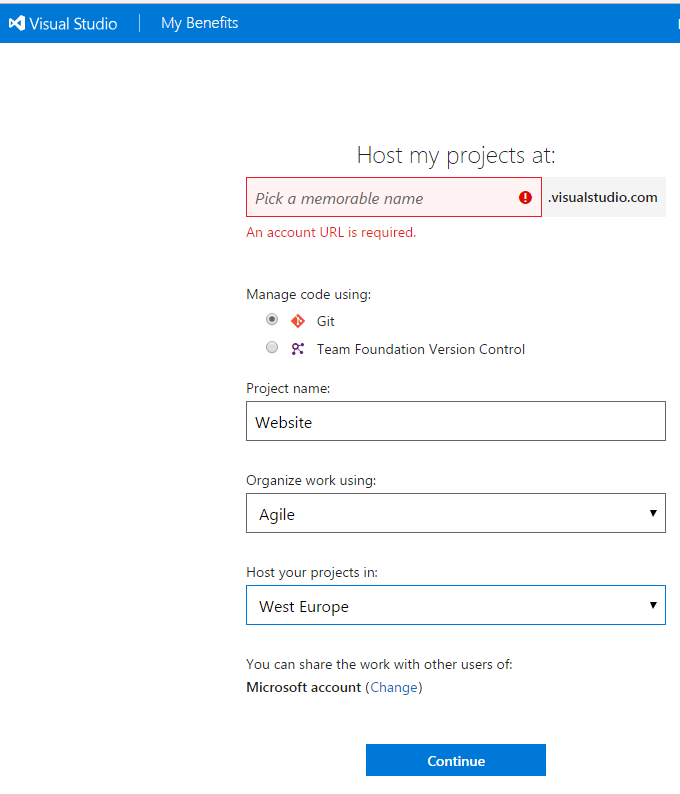 Visual Studio My Benefits
Host my projects at:
Pick a memorable name .visualstudio.com
An account URL is required.
Manage code using:
Git
Team Foundation Version Control
Project name:
Website
Organize work using:
Agile
Host your projects in:
West Europe
You can share the work with other users of:
Microsoft account (Change)
Continue